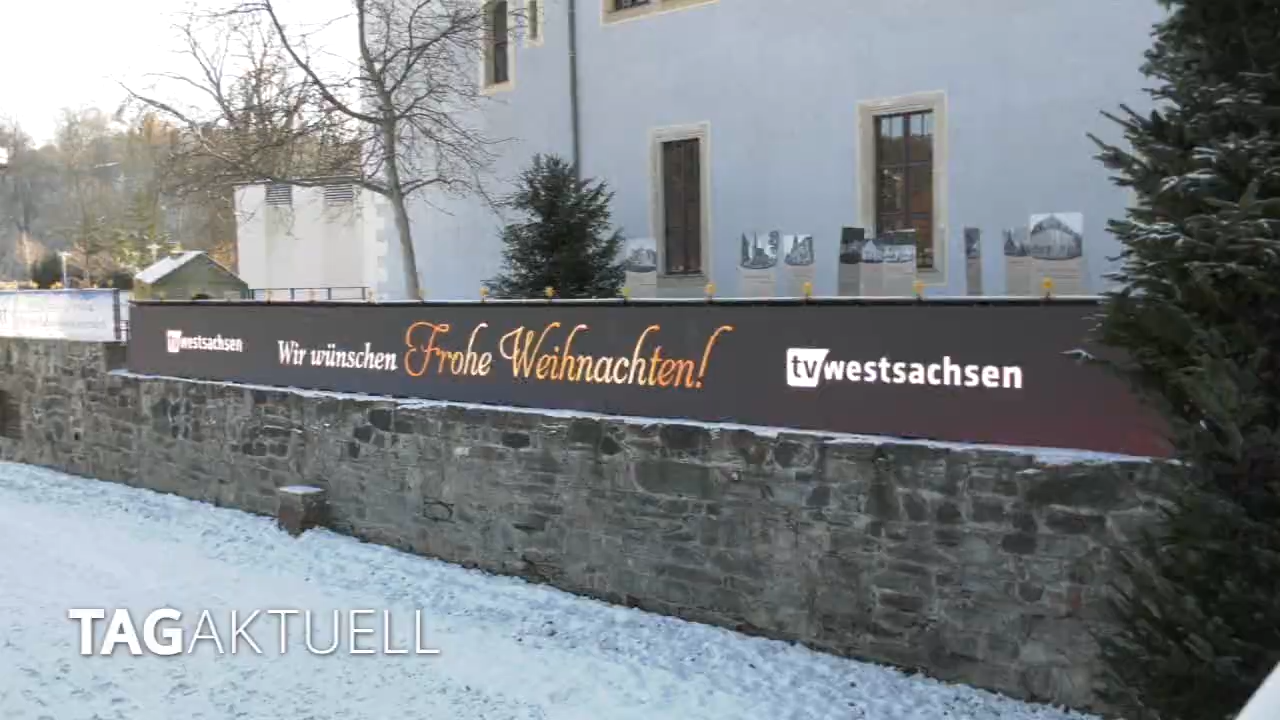 tv westsachsen
Wir wünschen Frohe Weihnachten!
tv westsachsen
TAGAKTUELL